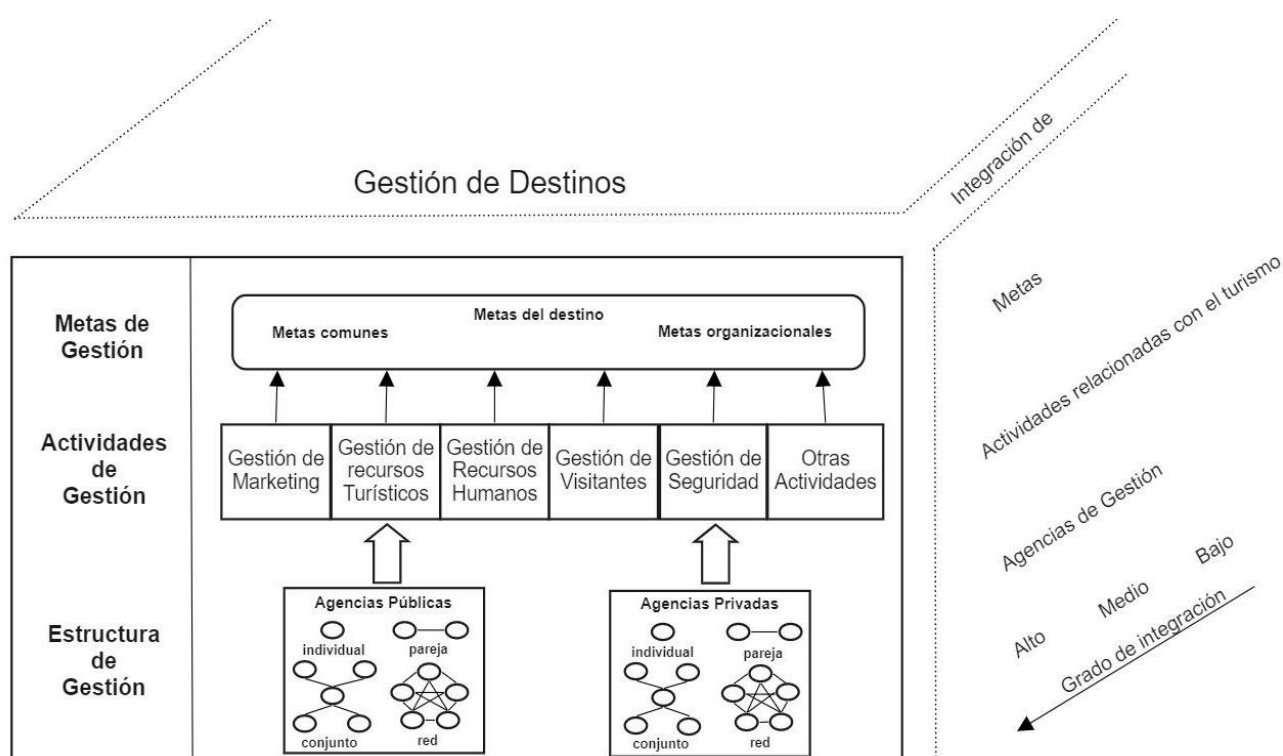 Gestión de Destinos
Integración de
Metas
Actividades relacionadas con el turismo
Agencias de Gestión
Bajo
Medio
Alto
Grado de integración
Metas de
Gestión
Metas del destino
Metas comunes
Metas organizacionales
Actividades
de
Gestión
Gestión de
Marketing
Gestión de
recursos
Turísticos
Gestión de
Recursos
Humanos
Gestión de
Visitantes
Gestión de
Seguridad
Otras
Actividades
Estructura
de
Gestión
Agencias Públicas
individual
pareja
conjunto
red
Agencias Privadas
individual
pareja
conjunto
red